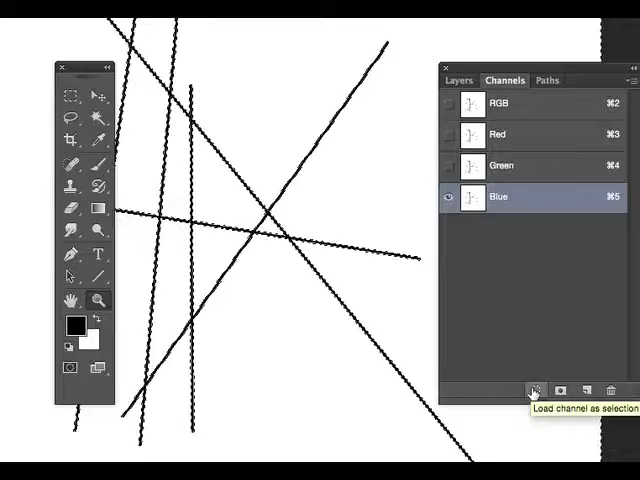 Layers Channels Paths
RGB ⌘2
Red ⌘3
Green ⌘4
Blue ⌘5
Load channel as selection
T